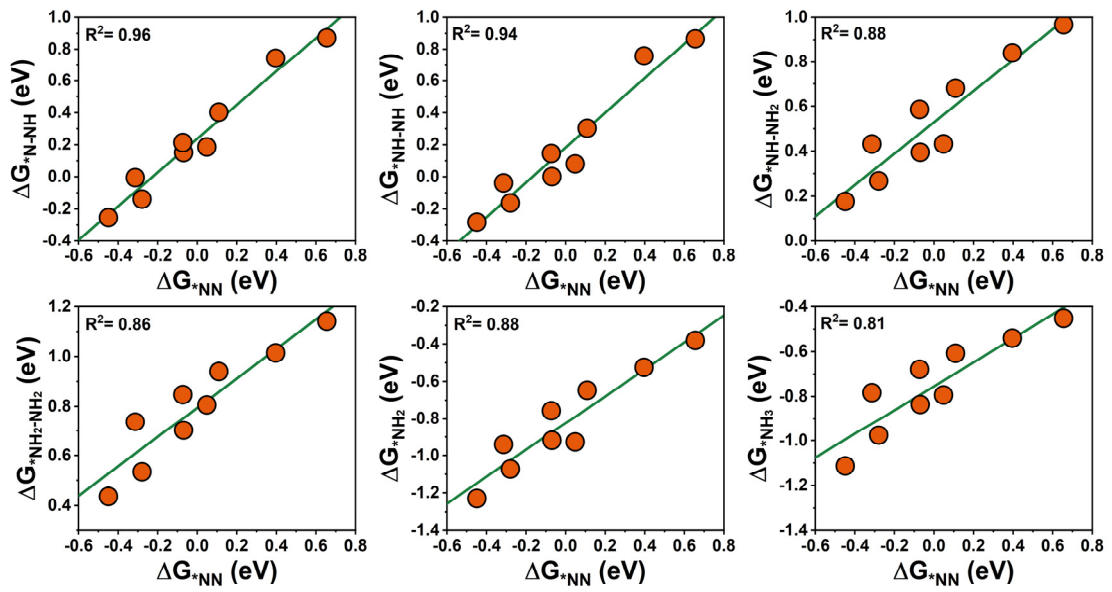 R²= 0.96
ΔG*N-NH (eV)
1.0
0.8
0.6
0.4
0.2
0.0
-0.2
-0.4
-0.6 -0.4 -0.2 0.0 0.2 0.4 0.6 0.8
ΔG*NN (eV)
R²= 0.94
ΔG*NH-NH (eV)
1.0
0.8
0.6
0.4
0.2
0.0
-0.2
-0.4
-0.6 -0.4 -0.2 0.0 0.2 0.4 0.6 0.8
ΔG*NN (eV)
R²= 0.88
ΔG*NH-NH₂ (eV)
1.0
0.8
0.6
0.4
0.2
0.0
-0.6 -0.4 -0.2 0.0 0.2 0.4 0.6 0.8
ΔG*NN (eV)
R²= 0.86
ΔG*NH₂-NH₂ (eV)
1.2
1.0
0.8
0.6
0.4
-0.6 -0.4 -0.2 0.0 0.2 0.4 0.6 0.8
ΔG*NN (eV)
R²= 0.88
ΔG*NH₂ (eV)
-0.2
-0.4
-0.6
-0.8
-1.0
-1.2
-1.4
-0.6 -0.4 -0.2 0.0 0.2 0.4 0.6 0.8
ΔG*NN (eV)
R²= 0.81
ΔG*NH₃ (eV)
-0.4
-0.6
-0.8
-1.0
-1.2
-1.4
-0.6 -0.4 -0.2 0.0 0.2 0.4 0.6 0.8
ΔG*NN (eV)